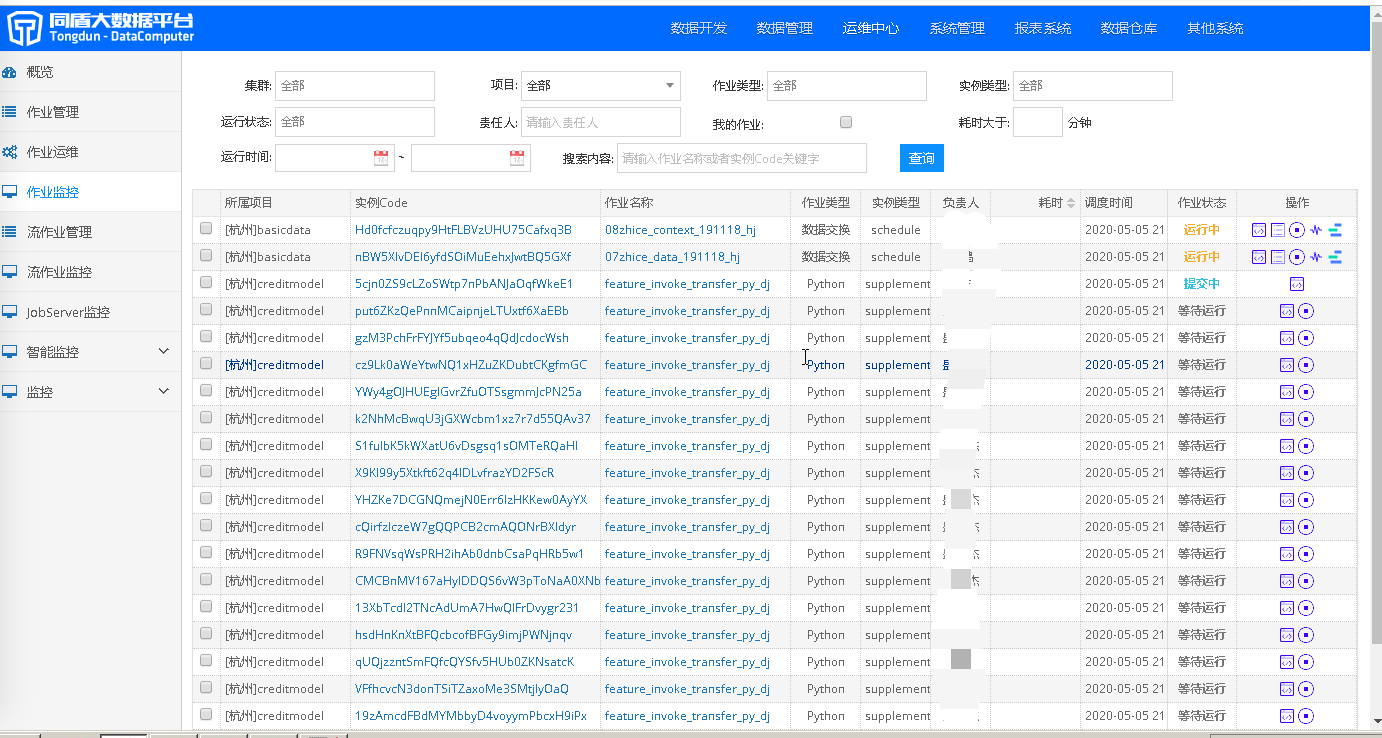 同盾大数据平台
Tongdun - DataComputer
数据开发 数据管理 运维中心 系统管理 报表系统 数据仓库 其他系统
概览
作业管理
作业运维
作业监控
流作业管理
流作业监控
JobServer监控
智能监控
监控
集群: 全部 项目: 全部 作业类型: 全部 实例类型: 全部
运行状态: 全部 责任人: 请输入责任人 我的作业: 耗时大于: 分钟
运行时间: ~ 搜索内容: 请输入作业名称或者实例Code关键字 查询
所属项目 实例Code 作业名称 作业类型 实例类型 负责人 耗时 调度时间 作业状态 操作
[杭州]basicdata Hd0fcfczuqpy9HtFLBVzUHU75Cafxq3B 08zhice_context_191118_hj 数据交换 schedule 2020-05-05 21 运行中
[杭州]basicdata nBW5XIvDEI6yfdSOiMuEehxJwtBQ5GXf 07zhice_data_191118_hj 数据交换 schedule 2020-05-05 21 运行中
[杭州]creditmodel 5cjn0ZS9cLZoSWtp7nPbANJaOqfWkeE1 feature_invoke_transfer_py_dj Python supplement 2020-05-05 21 提交中
[杭州]creditmodel put6ZKzQePnnMCaipnjeLTUxtf6XaEBb feature_invoke_transfer_py_dj Python supplement 2020-05-05 21 等待运行
[杭州]creditmodel gzM3PchFrFYJYf5ubqeo4qQdJcdocWsh feature_invoke_transfer_py_dj Python supplement 2020-05-05 21 等待运行
[杭州]creditmodel cz9Lk0aWeYtwNQ1xHZuZKDubtCKgfmGC feature_invoke_transfer_py_dj Python supplement 2020-05-05 21 等待运行
[杭州]creditmodel YWy4gOJHUEglGvrZfuOTSsgmmJcPN25a feature_invoke_transfer_py_dj Python supplement 2020-05-05 21 等待运行
[杭州]creditmodel k2NhMcBwqU3jGXWcbm1xz7r7d55QAv37 feature_invoke_transfer_py_dj Python supplement 2020-05-05 21 等待运行
[杭州]creditmodel S1fuIbK5kWXatU6vDsgsq1sOMTeRQaHI feature_invoke_transfer_py_dj Python supplement 2020-05-05 21 等待运行
[杭州]creditmodel X9KI99y5Xtkft62q4IDLvfrazYD2FScR feature_invoke_transfer_py_dj Python supplement 2020-05-05 21 等待运行
[杭州]creditmodel YHZKe7DCGNQmejN0Err6IzHKKew0AyYX feature_invoke_transfer_py_dj Python supplement 杰 2020-05-05 21 等待运行
[杭州]creditmodel cQirfzIczeW7gQQPCB2cmAQONrBXIdyr feature_invoke_transfer_py_dj Python supplement 2020-05-05 21 等待运行
[杭州]creditmodel R9FNVsqWsPRH2ihAb0dnbCsaPqHRb5w1 feature_invoke_transfer_py_dj Python supplement 2020-05-05 21 等待运行
[杭州]creditmodel CMCBnMV167aHyIDDQS6vW3pToNaA0XNb feature_invoke_transfer_py_dj Python supplement 2020-05-05 21 等待运行
[杭州]creditmodel 13XbTcdI2TNcAdUmA7HwQIFrDvygr231 feature_invoke_transfer_py_dj Python supplement 2020-05-05 21 等待运行
[杭州]creditmodel hsdHnKnXtBFQcbcofBFGy9imjPWNjnqv feature_invoke_transfer_py_dj Python supplement 2020-05-05 21 等待运行
[杭州]creditmodel qUQjzzntSmFQfcQYSfv5HUb0ZKNsatcK feature_invoke_transfer_py_dj Python supplement 2020-05-05 21 等待运行
[杭州]creditmodel VFfhcvcN3donTSiTZaxoMe3SMtjIyOaQ feature_invoke_transfer_py_dj Python supplement 2020-05-05 21 等待运行
[杭州]creditmodel 19zAmcdFBdMYMbbyD4voyymPbcxH9iPx feature_invoke_transfer_py_dj Python supplement 2020-05-05 21 等待运行